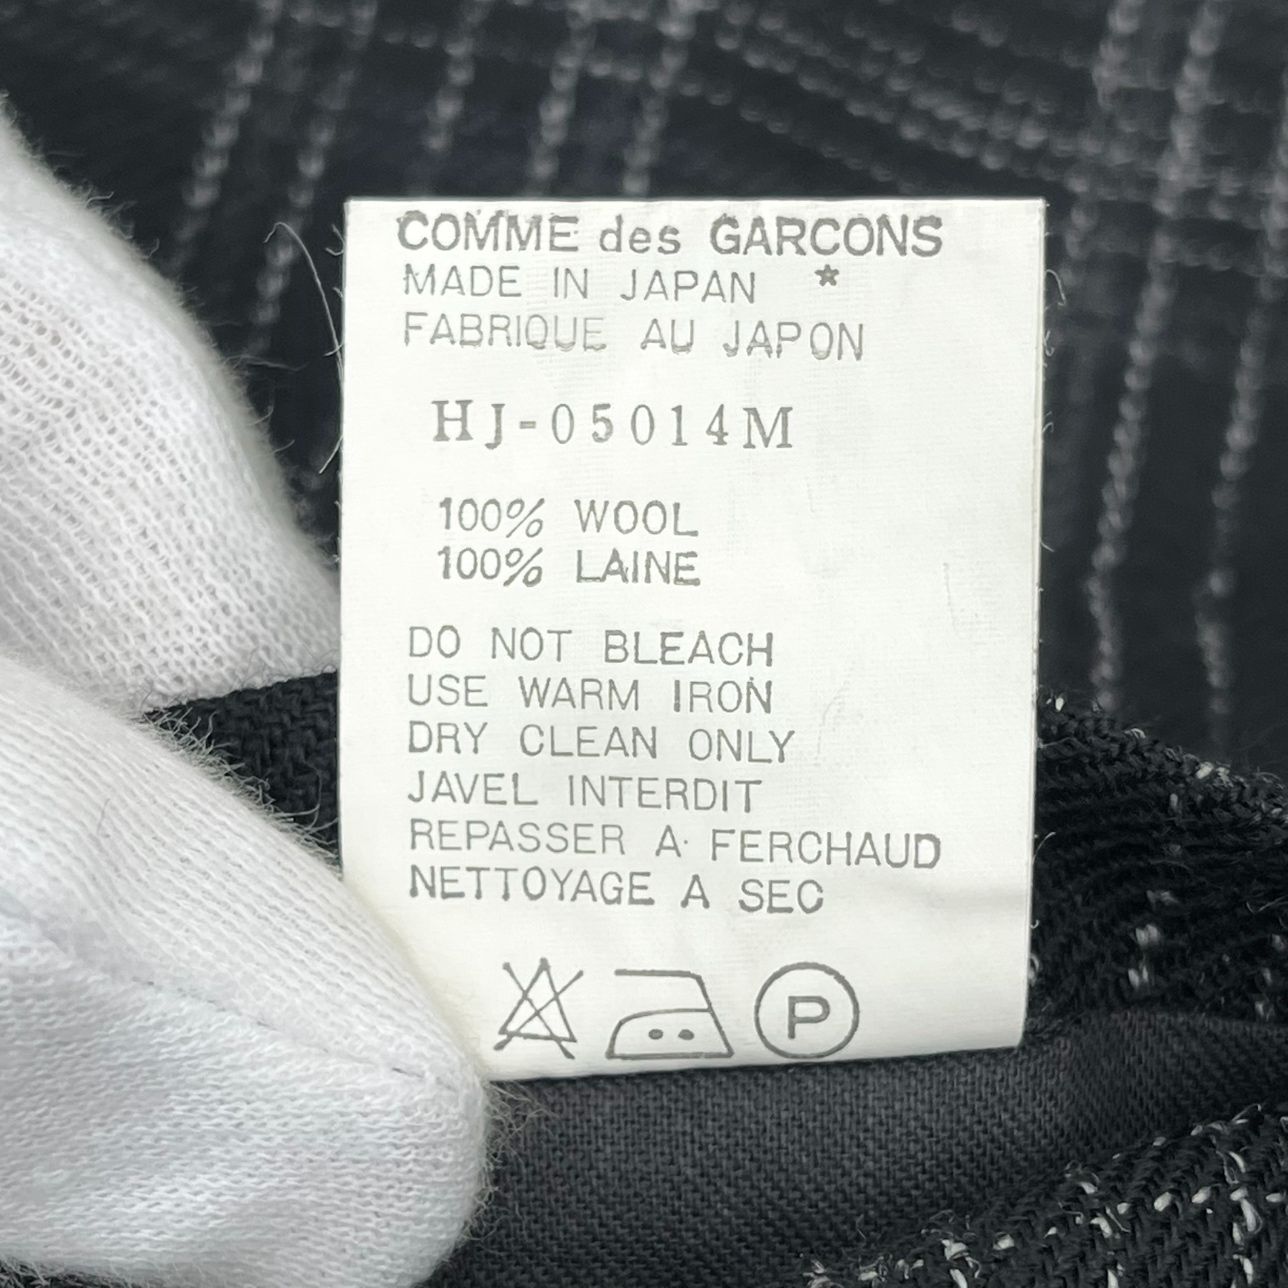 COMME des GARCONS
MADE IN JAPAN *
FABRIQUE AU JAPON
HJ-05014M
100% WOOL
100% LAINE
DO NOT BLEACH
USE WARM IRON
DRY CLEAN ONLY
JAVEL INTERDIT
REPASSER A FERCHAUD
NETTOYAGE A SEC
P